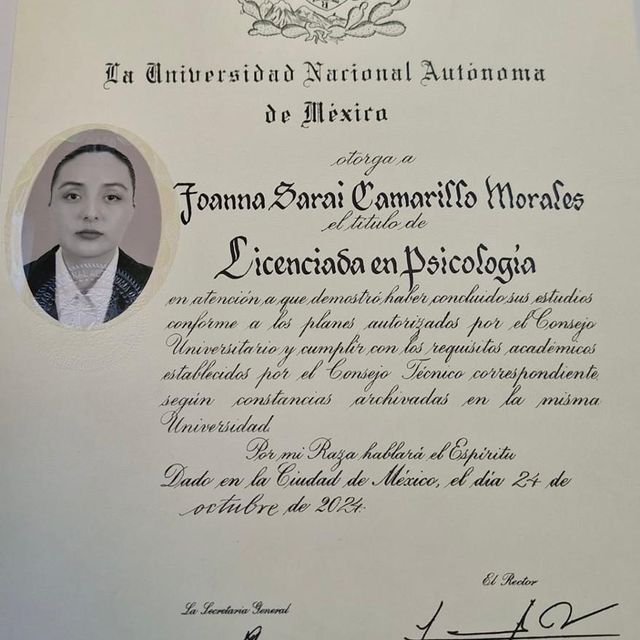 La Universidad Nacional Autónoma
de México
otorga a
Joanna Sarai Camarillo Morales
el título de
Licenciada en Psicología
en atención a que demostró haber concluido sus estudios
conforme a los planes autorizados por el Consejo
Universitario y cumplir con los requisitos académicos
establecidos por el Consejo Técnico correspondiente,
según constancias archivadas en la misma
Universidad.
Por mi Raza hablará el Espíritu
Dado en la Ciudad de México, el día 24 de
octubre de 2024.
El Rector
La Secretaria General